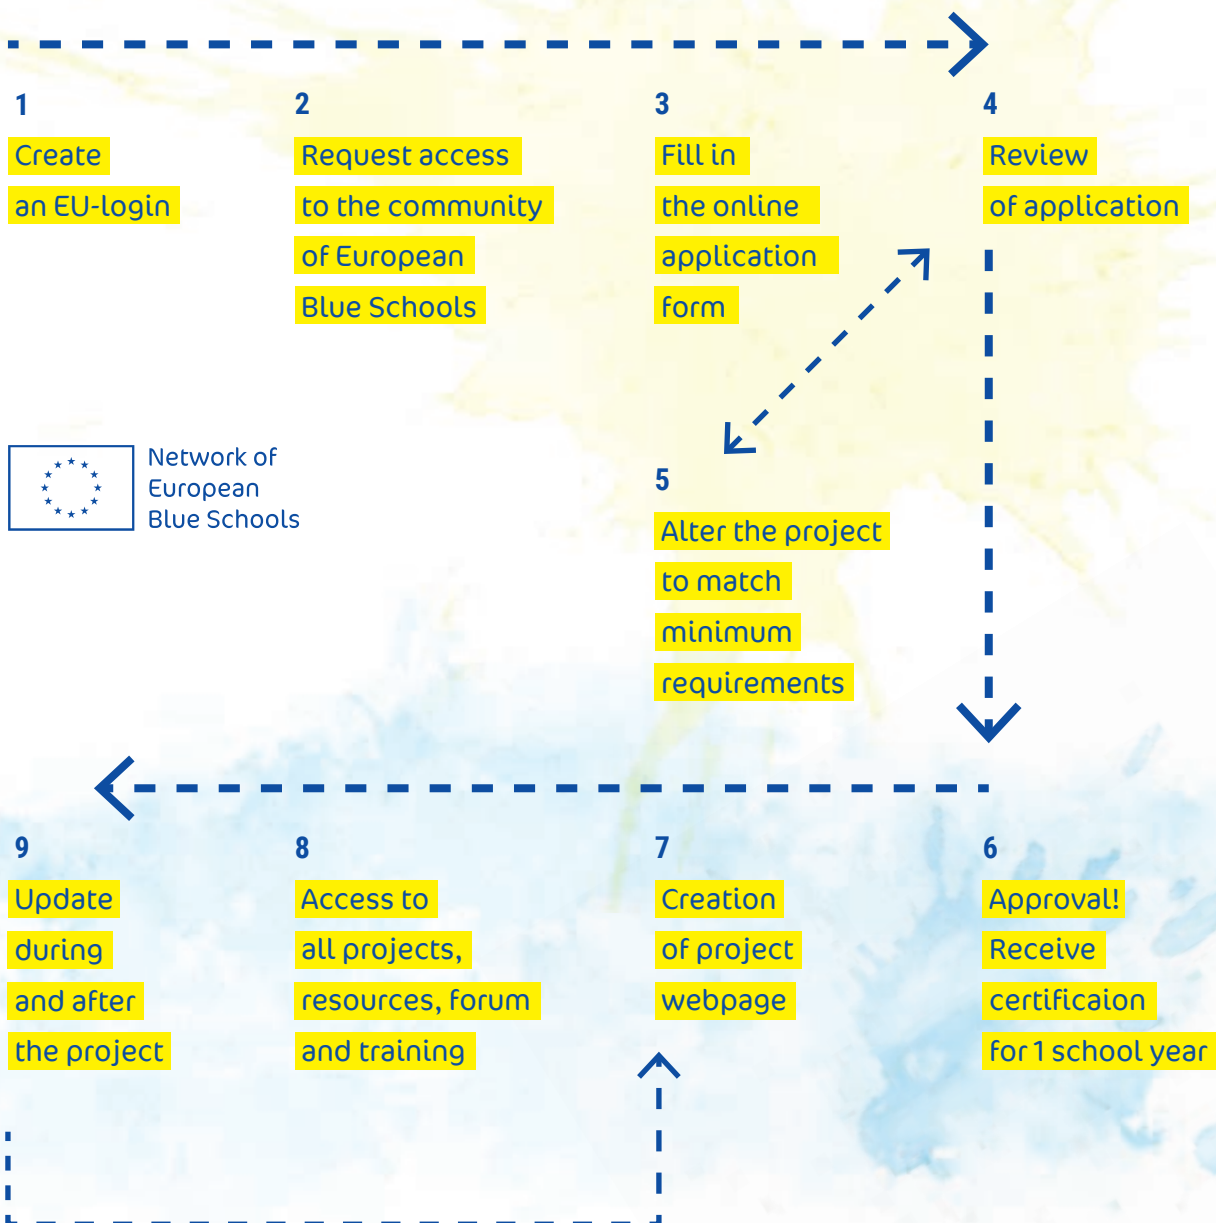 1
Create
an EU-login
2
Request access
to the community
of European
Blue Schools
3
Fill in
the online
application
form
4
Review
of application
Network of
European
Blue Schools
5
Alter the project
to match
minimum
requirements
9
Update
during
and after
the project
8
Access to
all projects,
resources, forum
and training
7
Creation
of project
webpage
6
Approval!
Receive
certificaion
for 1 school year